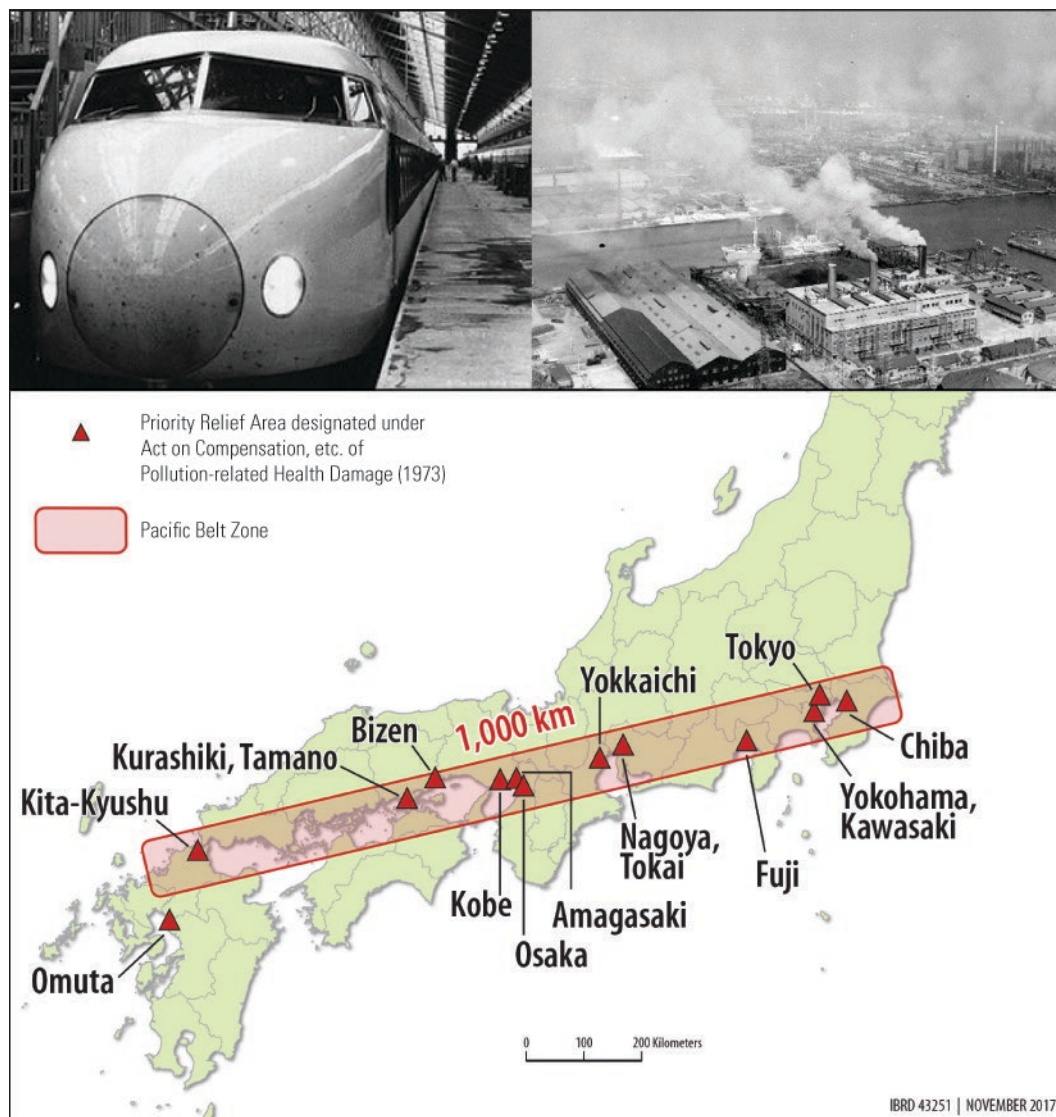 Priority Relief Area designated under
Act on Compensation, etc. of
Pollution-related Health Damage (1973)
Pacific Belt Zone
1,000 km
Tokyo
Yokkaichi
Bizen
Kurashiki, Tamano
Kita-Kyushu
Chiba
Yokohama,
Kawasaki
Nagoya,
Tokai
Fuji
Kobe
Amagasaki
Osaka
Omuta
0 100 200 Kilometers
IBRD 43251 | NOVEMBER 2017